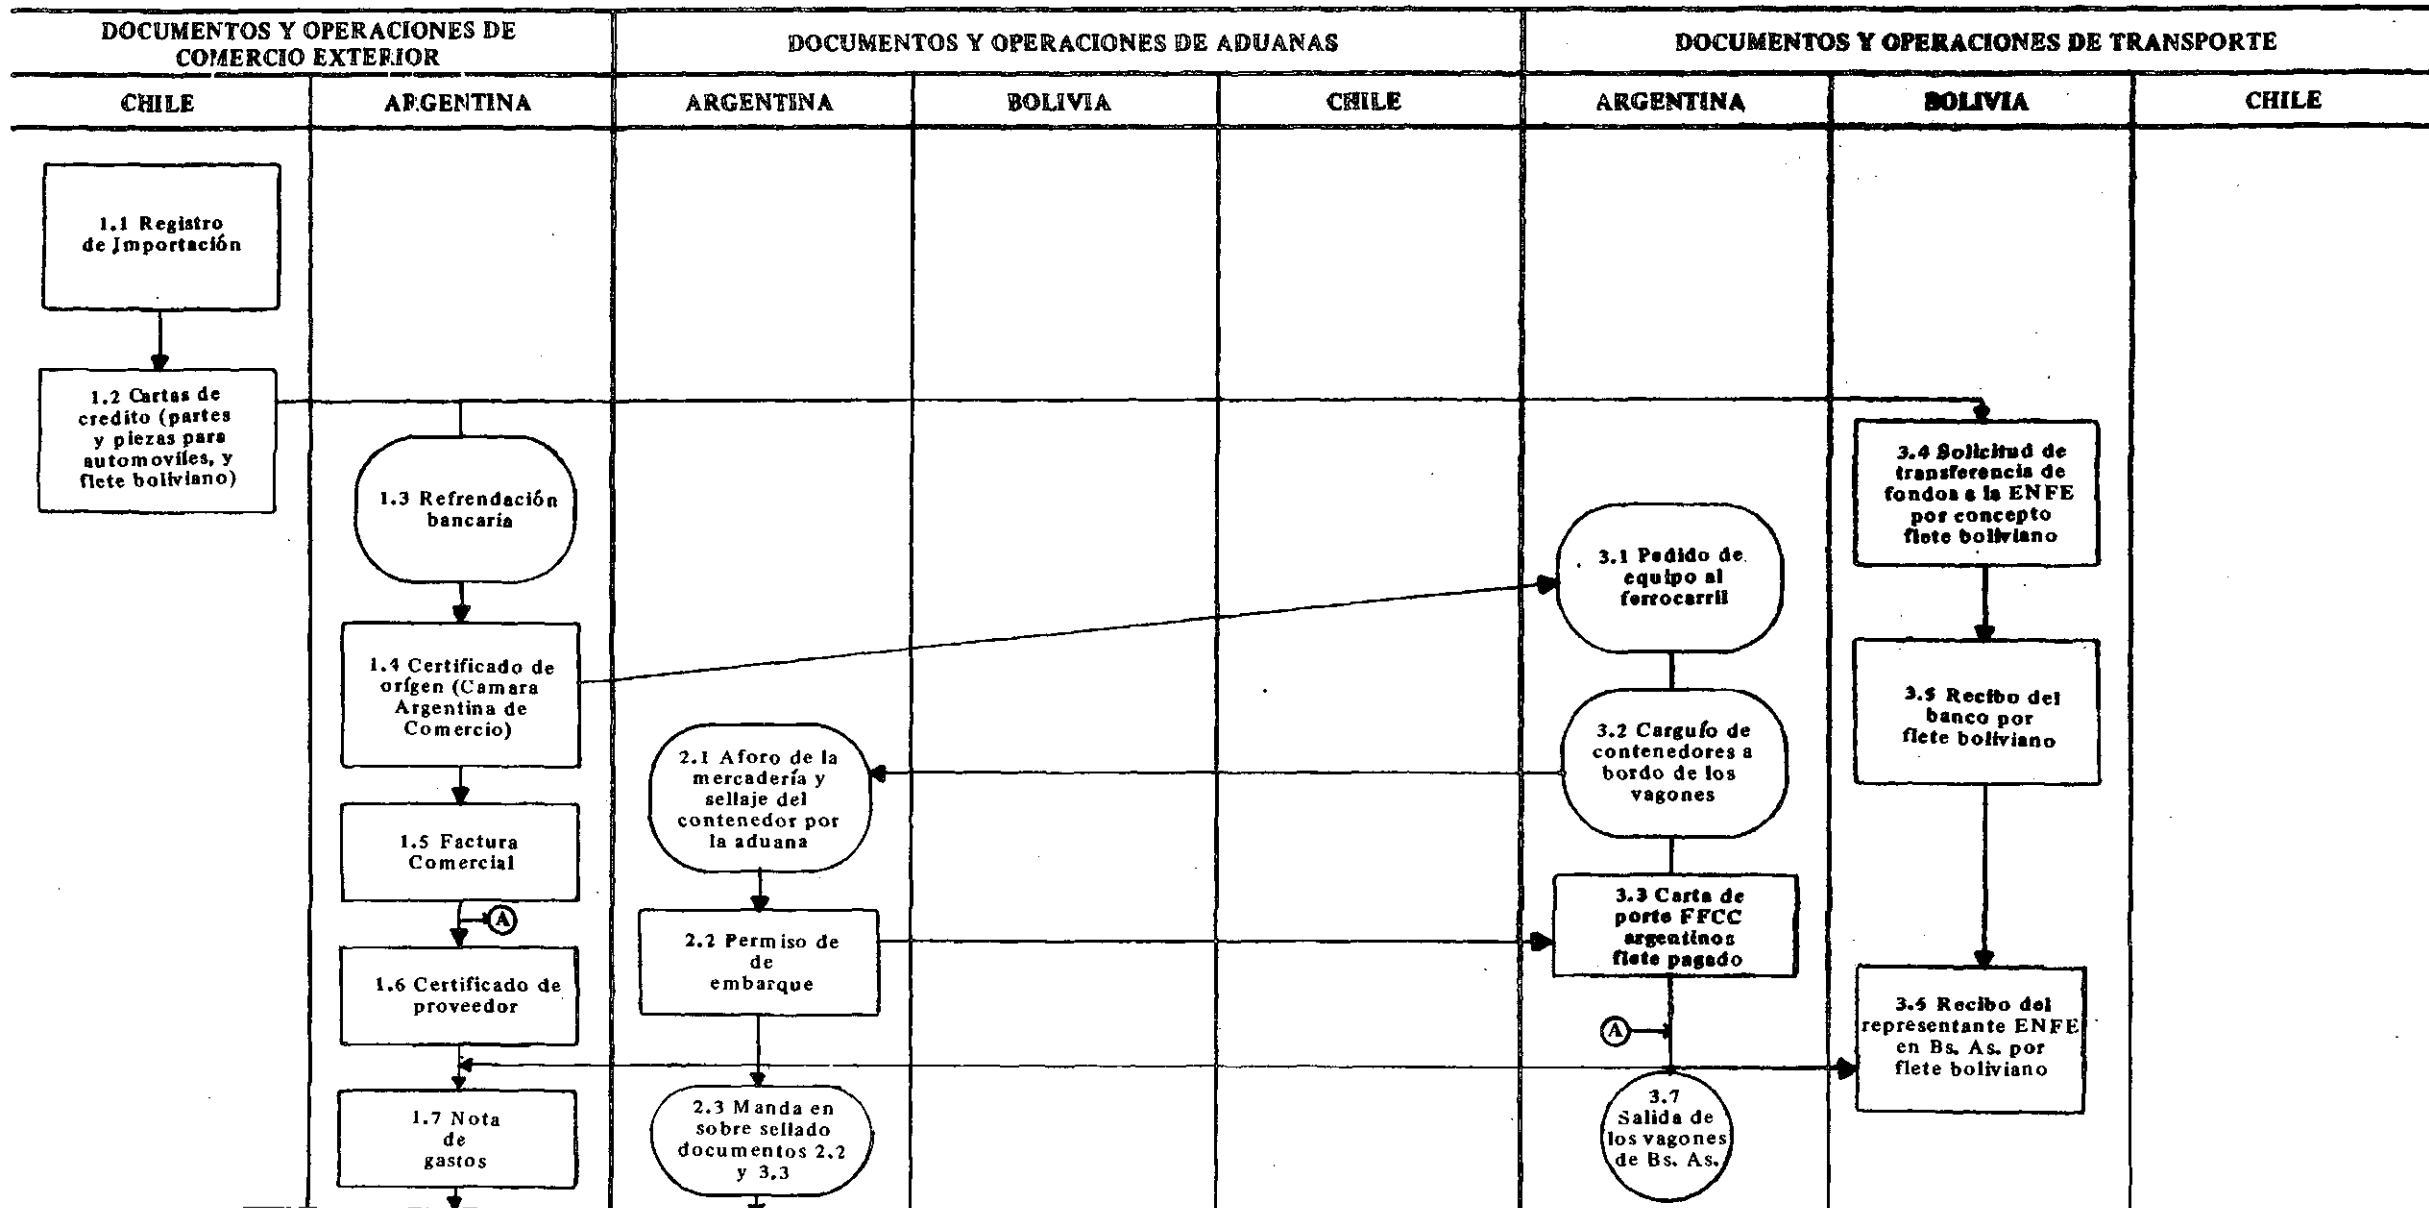 DOCUMENTOS Y OPERACIONES DE
COMERCIO EXTERIOR
DOCUMENTOS Y OPERACIONES DE ADUANAS
DOCUMENTOS Y OPERACIONES DE TRANSPORTE
CHILE
ARGENTINA
ARGENTINA
BOLIVIA
CHILE
ARGENTINA
BOLIVIA
CHILE
1.1 Registro
de Importación
1.2 Cartas de
credito (partes
y piezas para
automoviles, y
flete boliviano)
1.3 Refrendación
bancaria
1.4 Certificado de
orígen (Camara
Argentina de
Comercio)
1.5 Factura
Comercial
A
1.6 Certificado de
proveedor
1.7 Nota
de
gastos
2.1 Aforo de la
mercadería y
sellaje del
contenedor por
la aduana
2.2 Permiso de
de
embarque
2.3 Manda en
sobre sellado
documentos 2.2
y 3.3
3.1 Pedido de
equipo al
ferrocarril
3.2 Carguío de
contenedores a
bordo de los
vagones
3.3 Carta de
porte FFCC
argentinos
flete pagado
A
3.7
Salida de
los vagones
de Bs. As.
3.4 Solicitud de
transferencia de
fondos a la ENFE
por concepto
flete boliviano
3.5 Recibo del
banco por
flete boliviano
Recibo del
representante ENFE
en Bs. As. por
flete boliviano